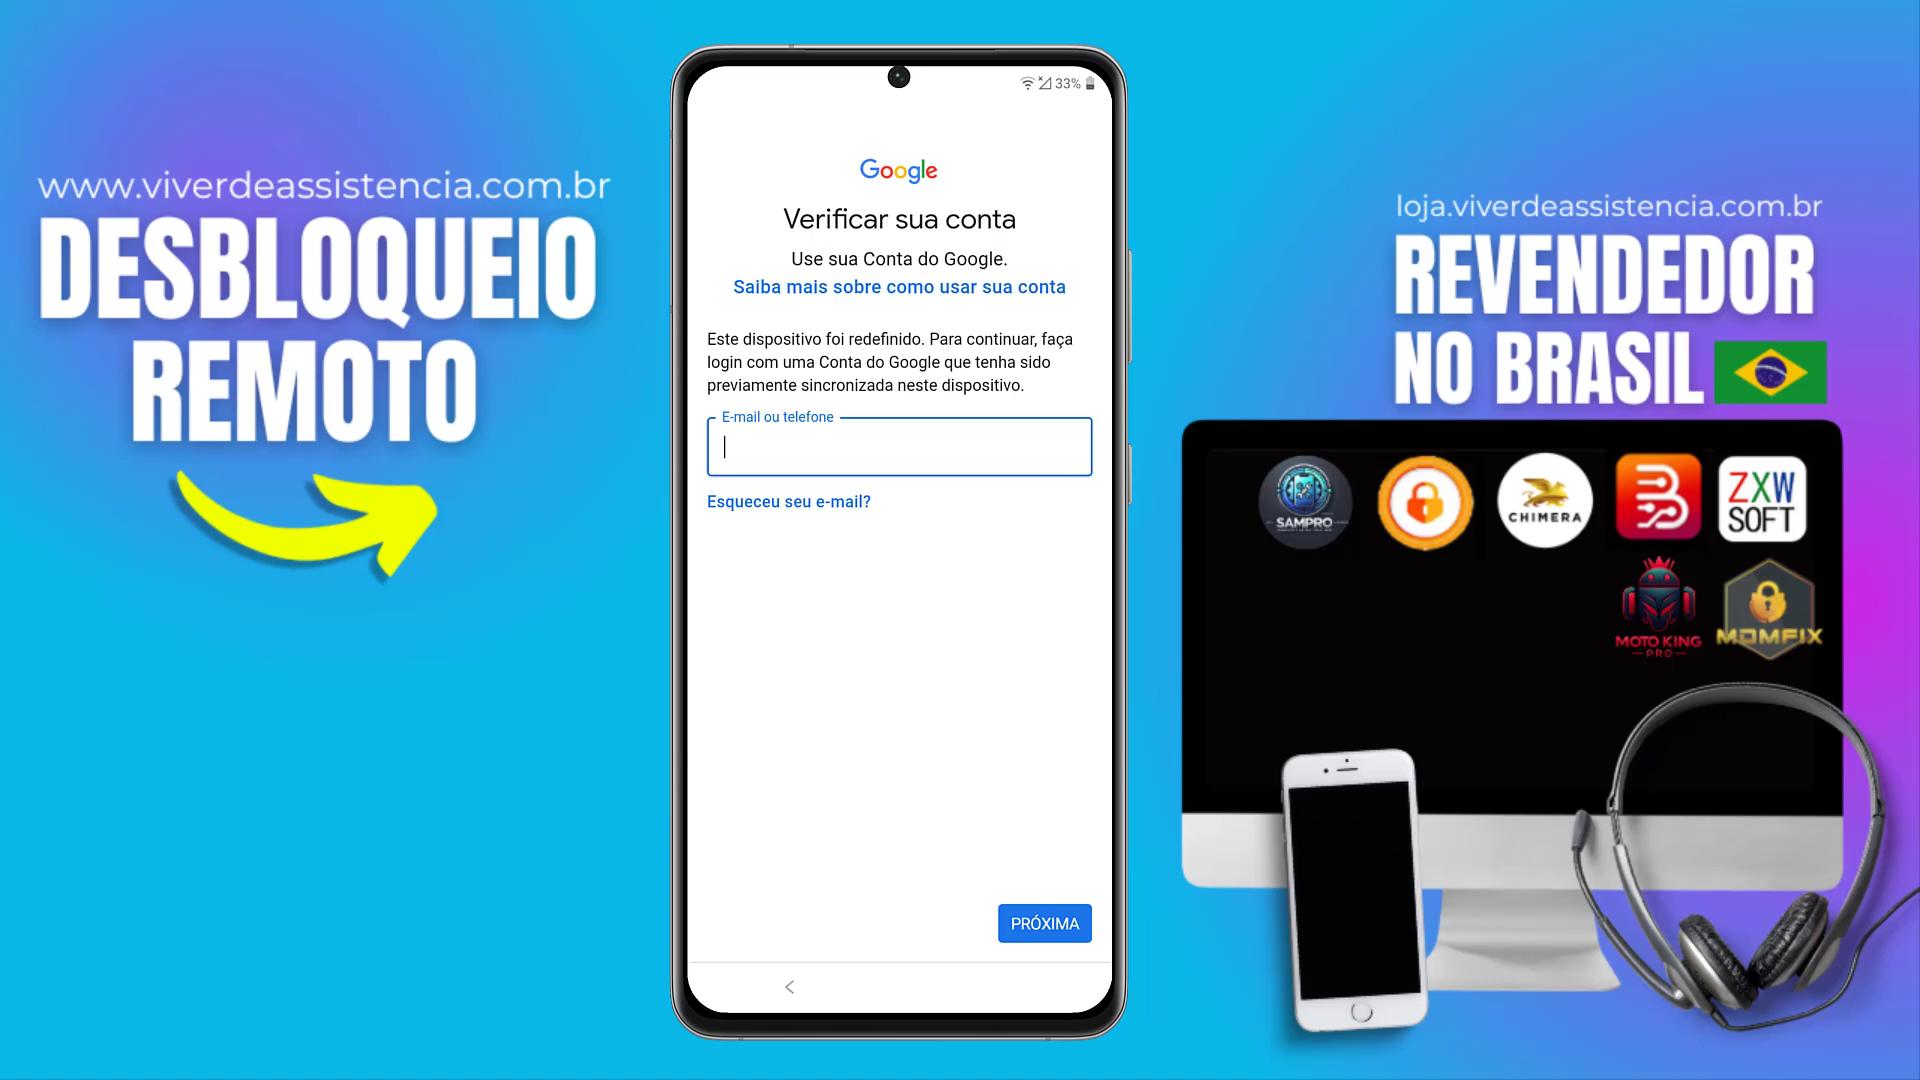 www.viverdeassistencia.com.br
DESBLOQUEIO
REMOTO
33%
Google
Verificar sua conta
Use sua Conta do Google.
Saiba mais sobre como usar sua conta
Este dispositivo foi redefinido. Para continuar, faça
login com uma Conta do Google que tenha sido
previamente sincronizada neste dispositivo.
E-mail ou telefone
Esqueceu seu e-mail?
PRÓXIMA
loja.viverdeassistencia.com.br
REVENDEDOR
NO BRASIL
SAMPRO
CHIMERA
ZXW
SOFT
MOTO KING
PRO
MDMFIX